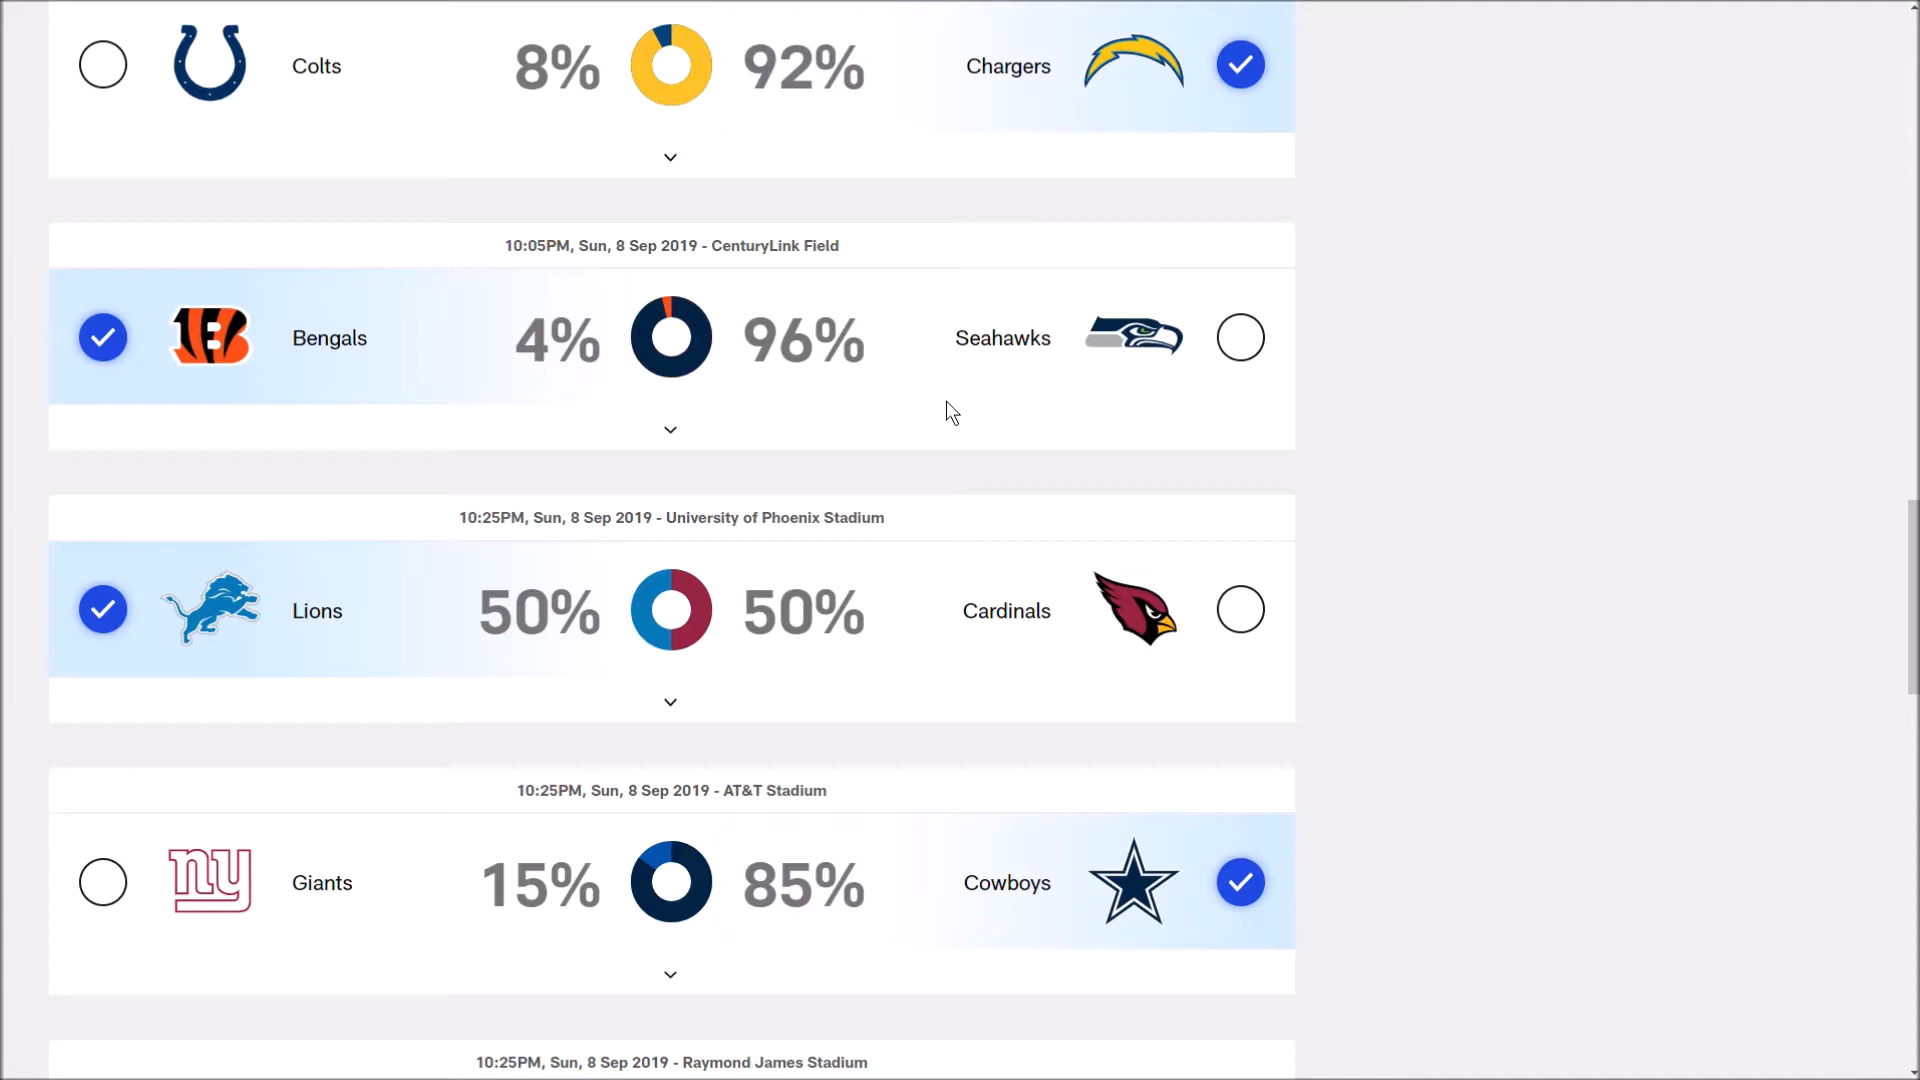 Colts 8% 92% Chargers
10:05PM, Sun, 8 Sep 2019 - CenturyLink Field
Bengals 4% 96% Seahawks
10:25PM, Sun, 8 Sep 2019 - University of Phoenix Stadium
Lions 50% 50% Cardinals
10:25PM, Sun, 8 Sep 2019 - AT&T Stadium
ny Giants 15% 85% Cowboys
10:25PM, Sun, 8 Sep 2019 - Raymond James Stadium